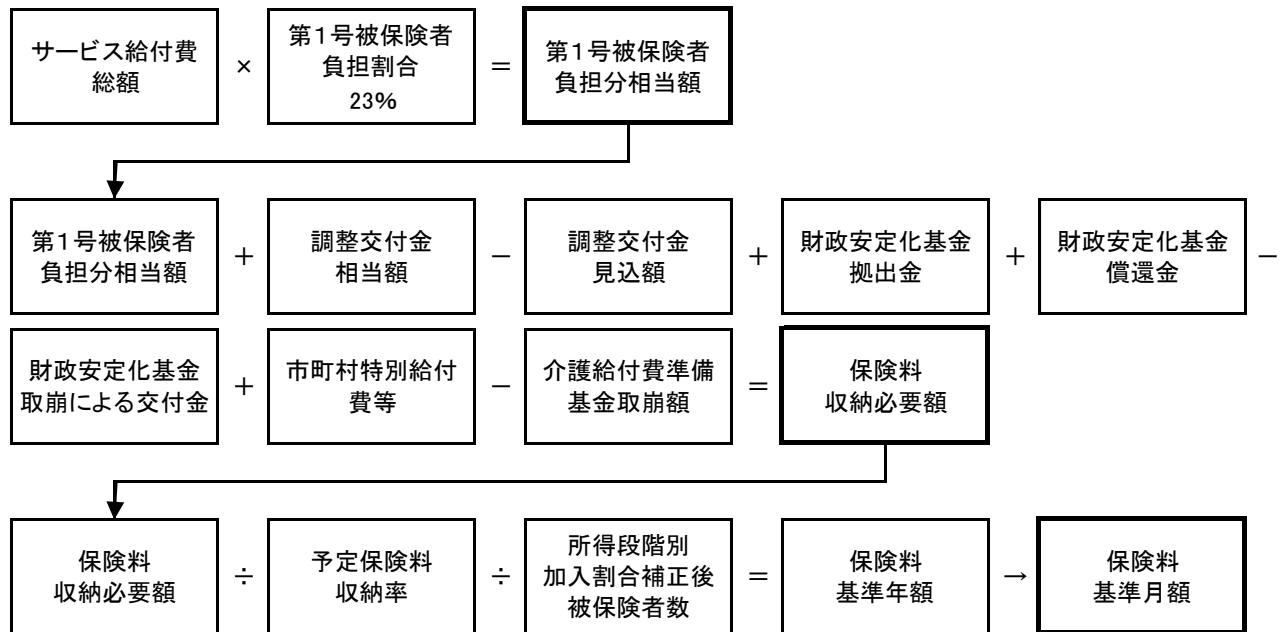 サービス給付費
総額
×
第1号被保険者
負担割合
23%
=
第1号被保険者
負担分相当額
第1号被保険者
負担分相当額
+
調整交付金
相当額
−
調整交付金
見込額
+
財政安定化基金
拠出金
+
財政安定化基金
償還金
−
財政安定化基金
取崩による交付金
+
市町村特別給付
費等
−
介護給付費準備
基金取崩額
=
保険料
収納必要額
保険料
収納必要額
÷
予定保険料
収納率
÷
所得段階別
加入割合補正後
被保険者数
=
保険料
基準年額
→
保険料
基準月額